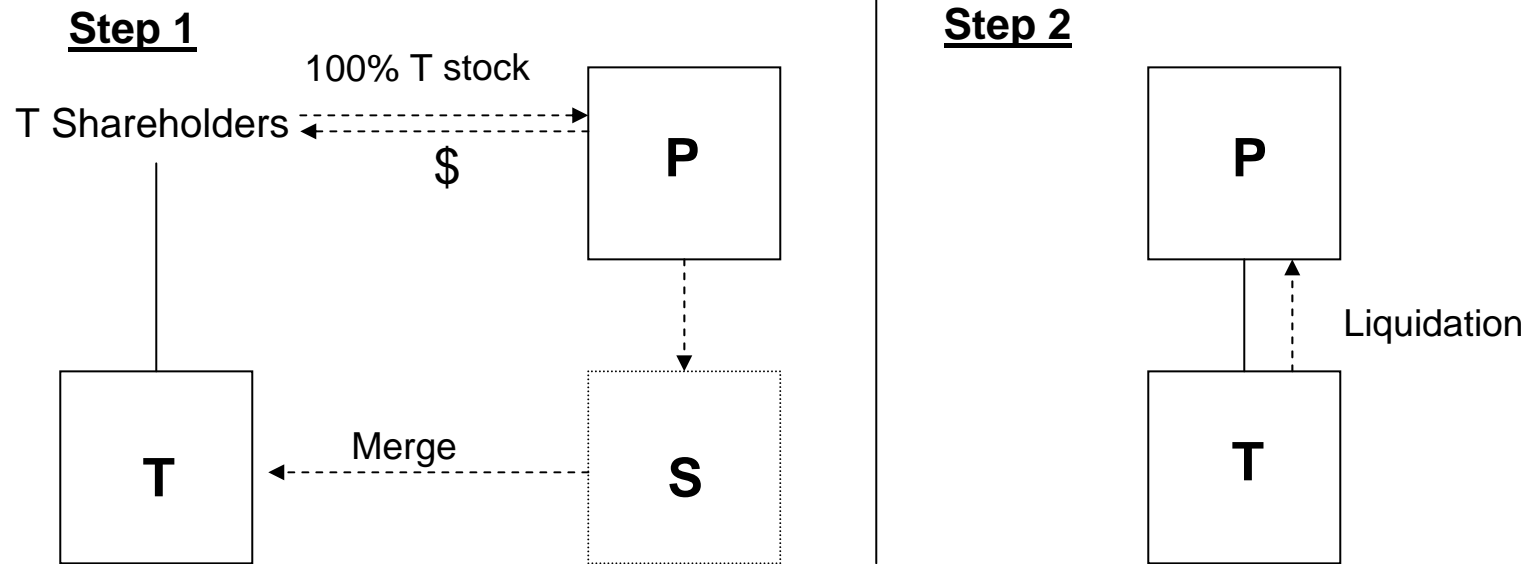 Step 1
100% T stock
T Shareholders
$
P
Merge
T
S
Step 2
P
Liquidation
T